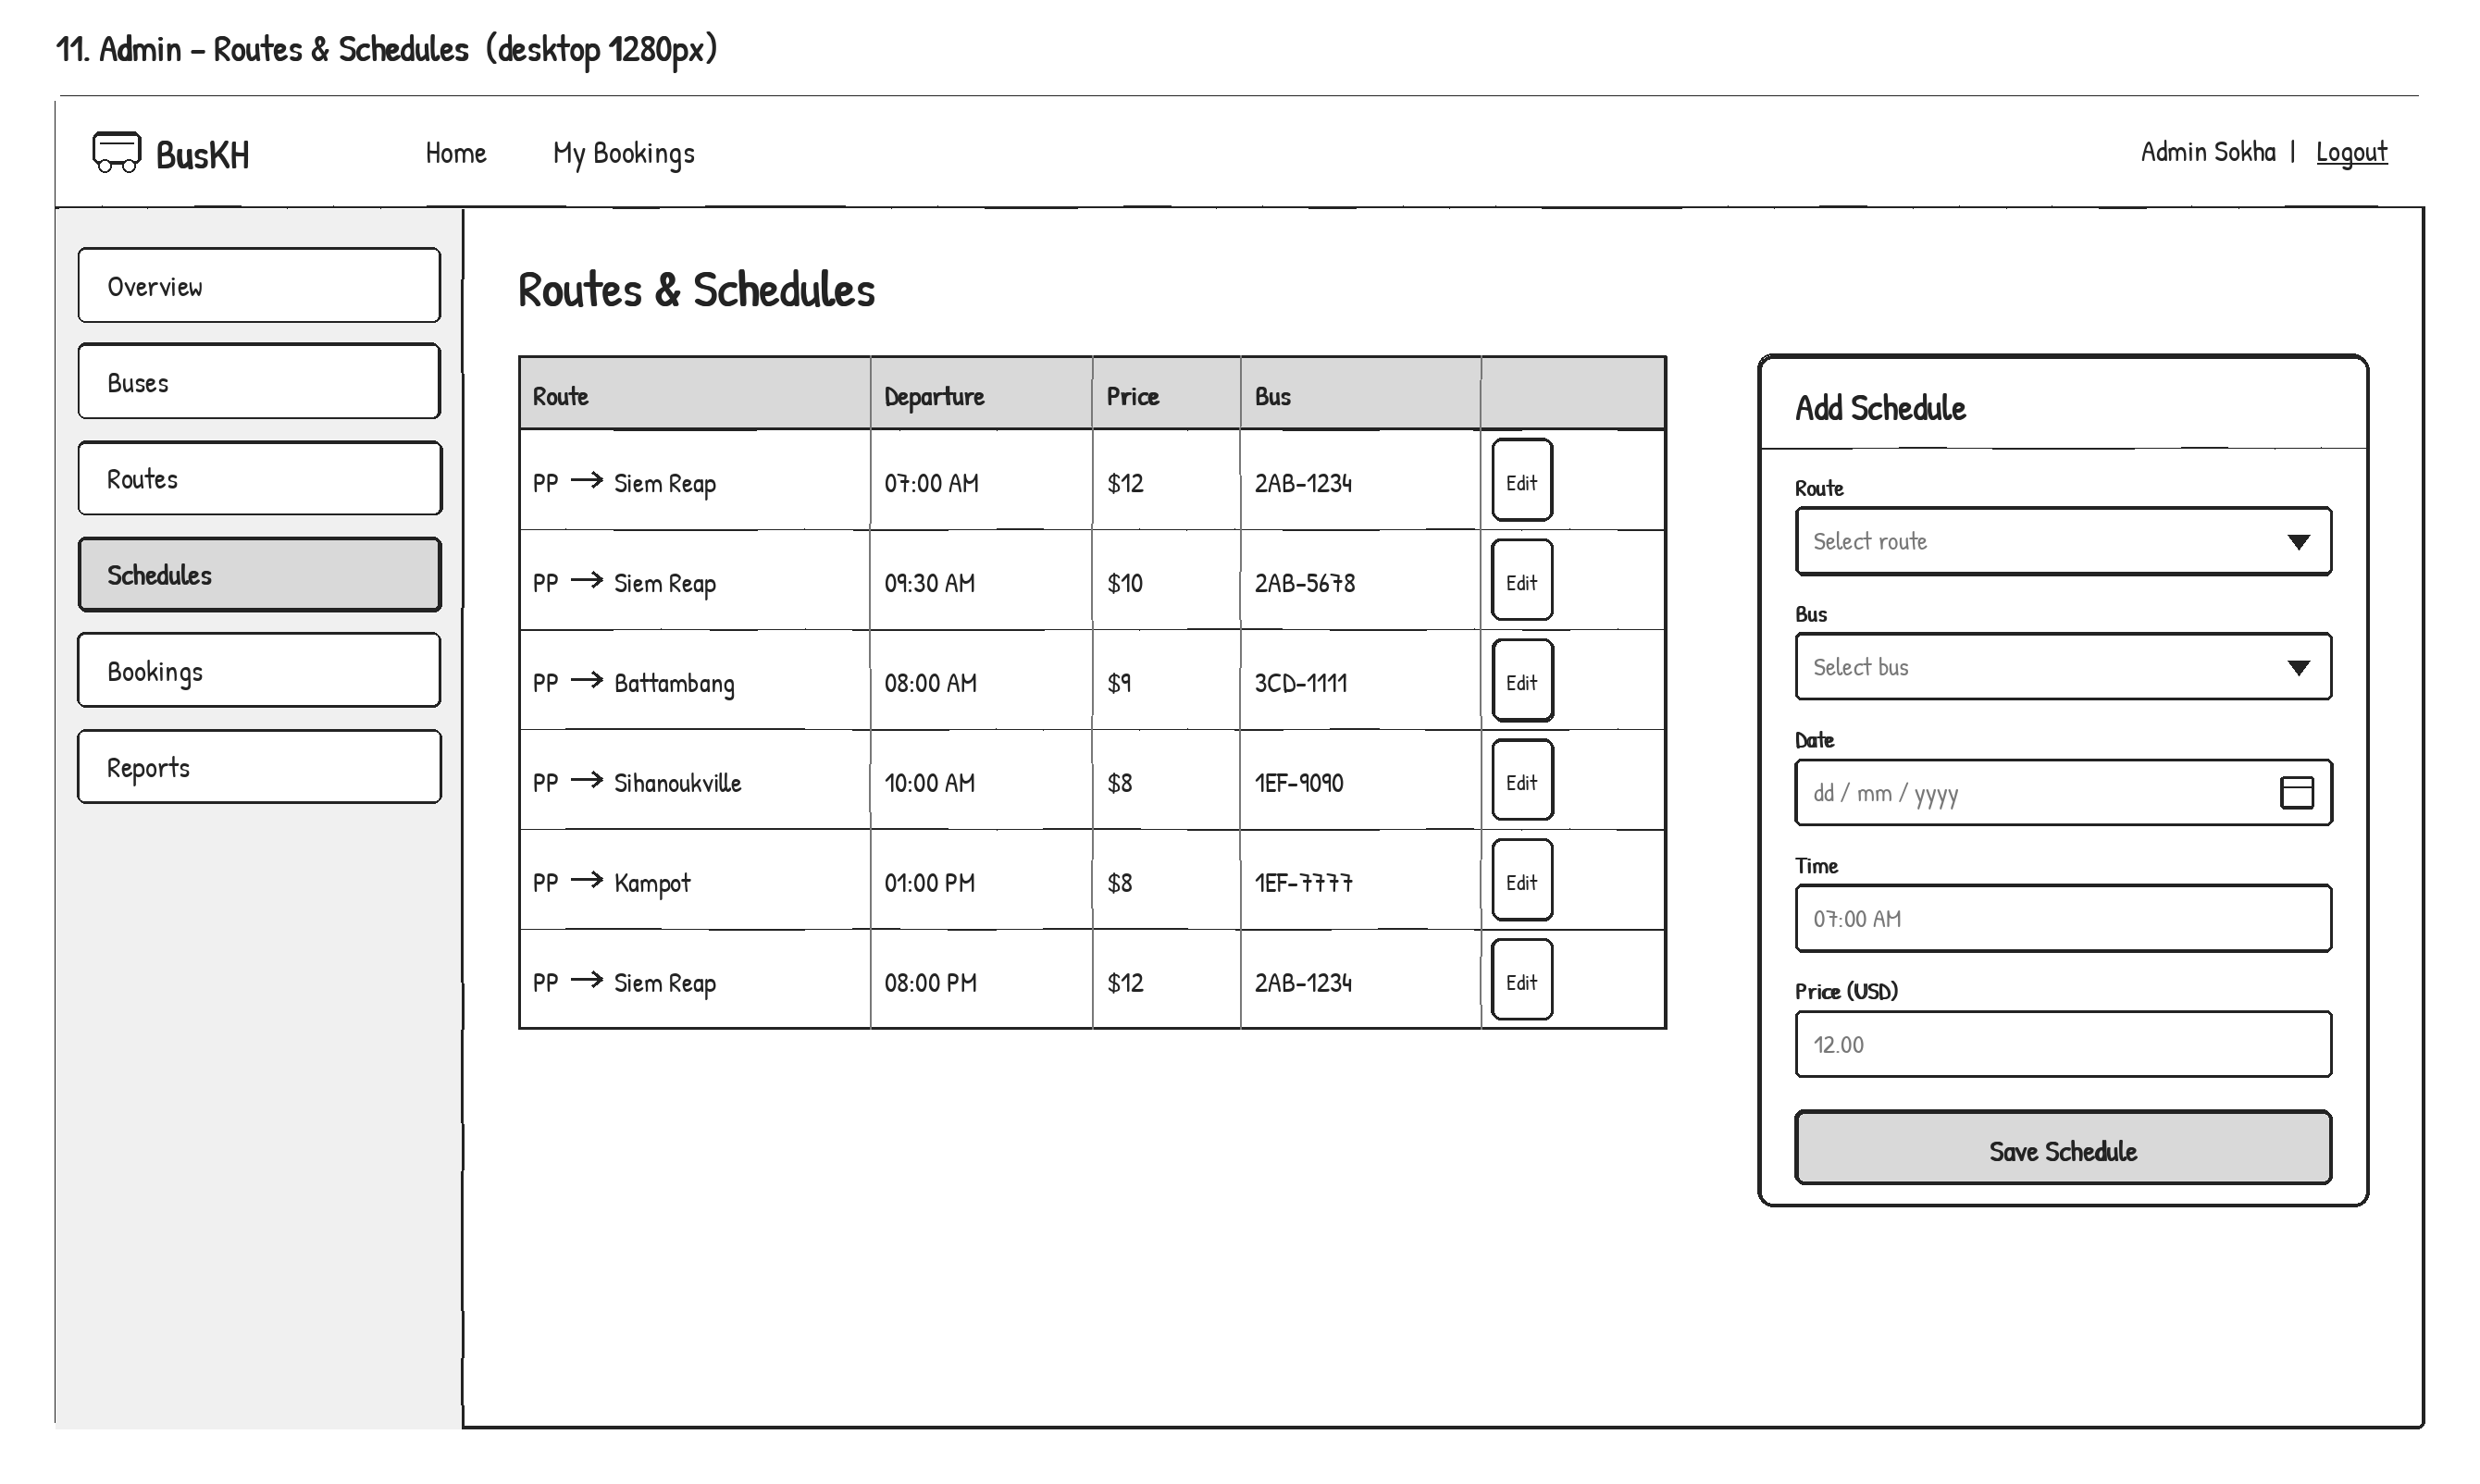 11. Admin – Routes & Schedules (desktop 1280px)
BusKH Home My Bookings Admin Sokha | Logout
Overview
Buses
Routes
Schedules
Bookings
Reports
Routes & Schedules
Route Departure Price Bus
PP → Siem Reap 07:00 AM $12 2AB-1234 Edit
PP → Siem Reap 09:30 AM $10 2AB-5678 Edit
PP → Battambang 08:00 AM $9 3CD-1111 Edit
PP → Sihanoukville 10:00 AM $8 1EF-9090 Edit
PP → Kampot 01:00 PM $8 1EF-7777 Edit
PP → Siem Reap 08:00 PM $12 2AB-1234 Edit
Add Schedule
Route
Select route
Bus
Select bus
Date
dd / mm / yyyy
Time
07:00 AM
Price (USD)
12.00
Save Schedule